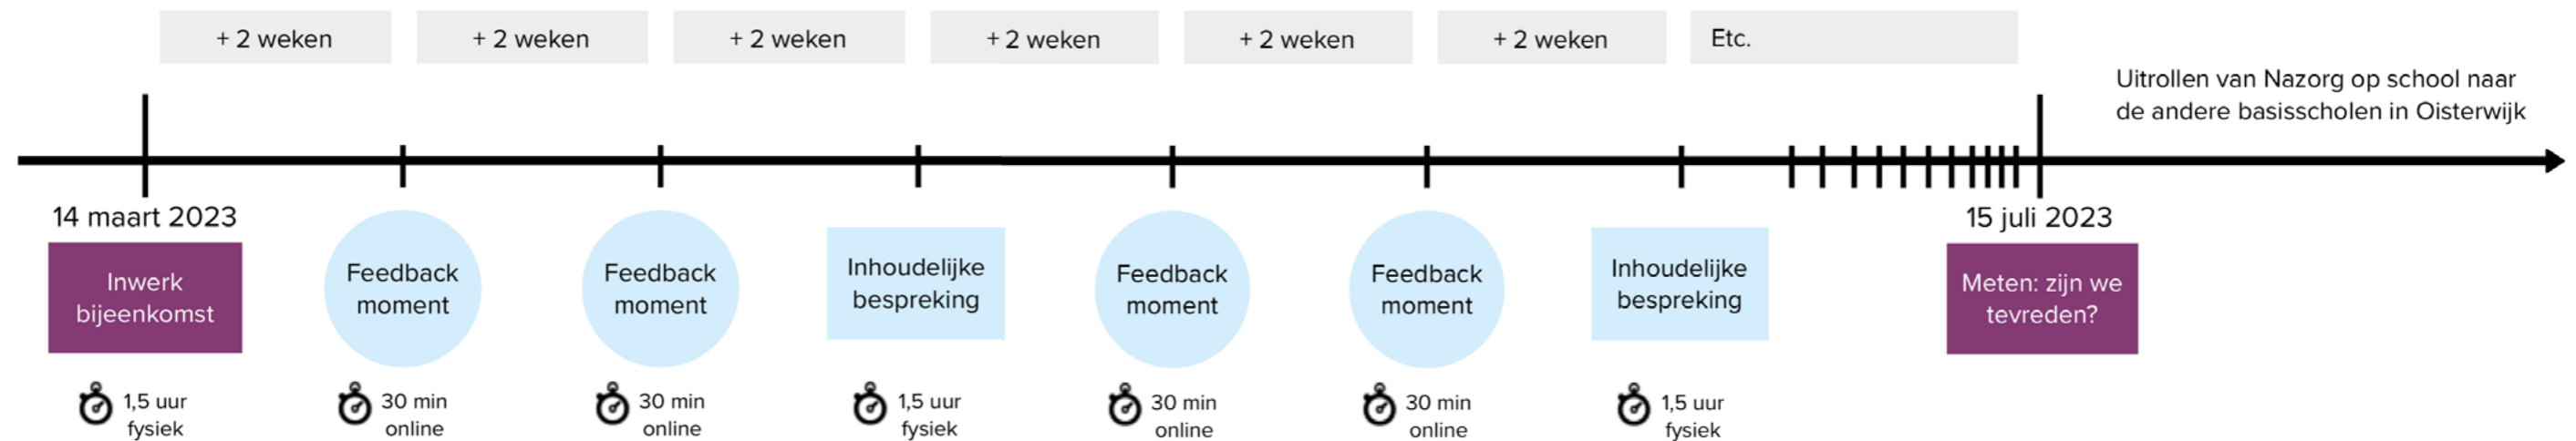 + 2 weken
+ 2 weken
+ 2 weken
+ 2 weken
+ 2 weken
+ 2 weken
Etc.
Uitrollen van Nazorg op school naar
de andere basisscholen in Oisterwijk
14 maart 2023
Inwerk
bijeenkomst
1,5 uur
fysiek
Feedback
moment
30 min
online
Feedback
moment
30 min
online
Inhoudelijke
bespreking
1,5 uur
fysiek
Feedback
moment
30 min
online
Feedback
moment
30 min
online
Inhoudelijke
bespreking
1,5 uur
fysiek
15 juli 2023
Meten: zijn we
tevreden?